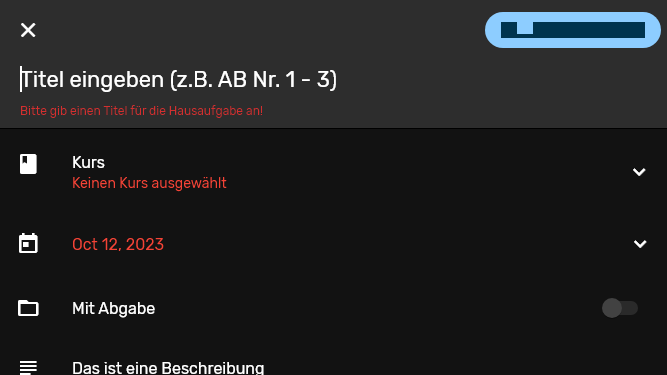 Titel eingeben (z.B. AB Nr. 1 - 3)
Bitte gib einen Titel für die Hausaufgabe an!
Kurs
Keinen Kurs ausgewählt
Oct 12, 2023
Mit Abgabe
Das ist eine Beschreibung